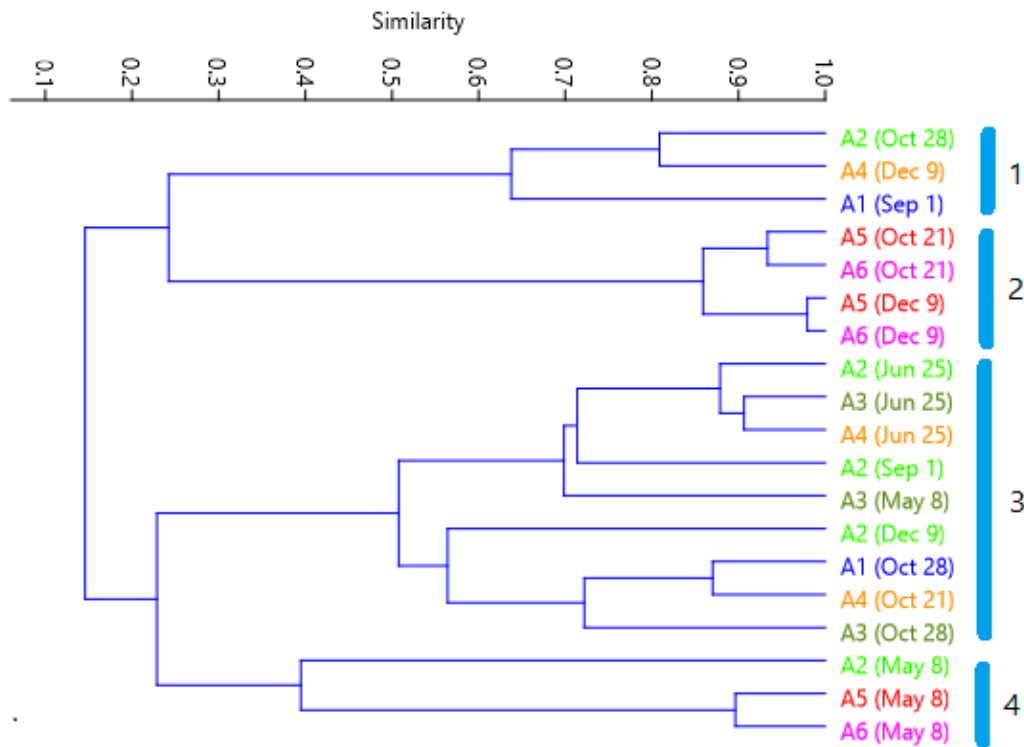 Similarity
0.1 0.2 0.3 0.4 0.5 0.6 0.7 0.8 0.9 1.0
A2 (Oct 28)
A4 (Dec 9)
1
A1 (Sep 1)
A5 (Oct 21)
A6 (Oct 21)
2
A5 (Dec 9)
A6 (Dec 9)
A2 (Jun 25)
A3 (Jun 25)
A4 (Jun 25)
A2 (Sep 1)
A3 (May 8)
3
A2 (Dec 9)
A1 (Oct 28)
A4 (Oct 21)
A3 (Oct 28)
A2 (May 8)
A5 (May 8)
4
A6 (May 8)